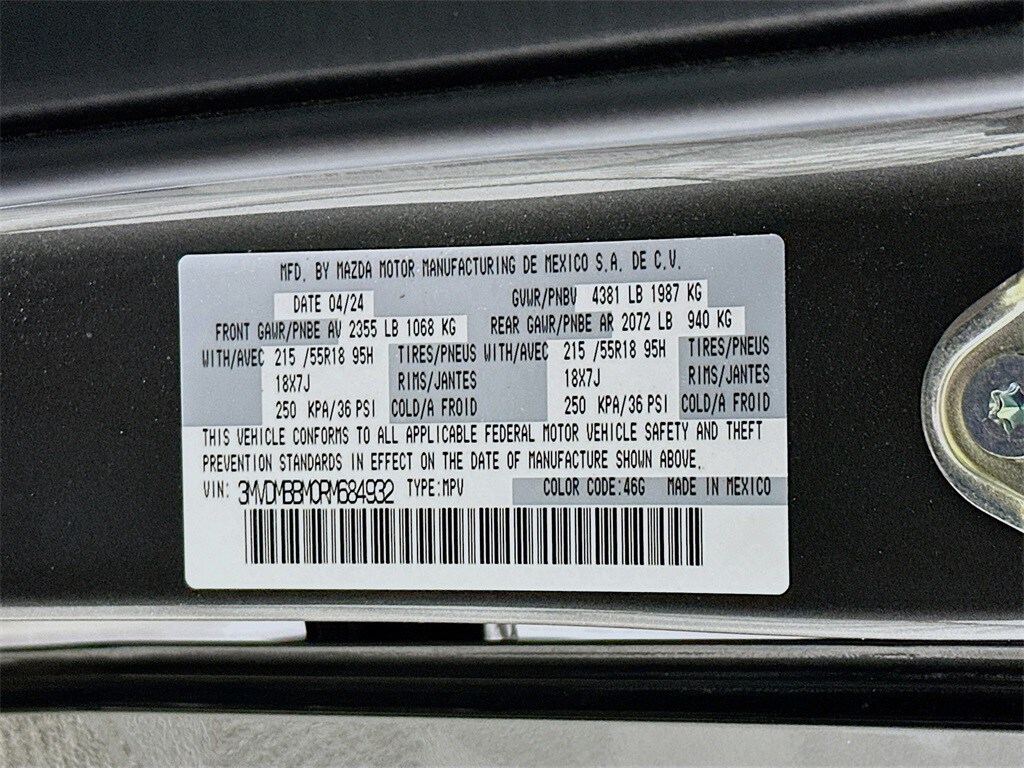 MFD. BY MAZDA MOTOR MANUFACTURING DE MEXICO S.A. DE C.V.
DATE 04/24 GVWR/PNBV 4381 LB 1987 KG
FRONT GAWR/PNBE AV 2355 LB 1068 KG REAR GAWR/PNBE AR 2072 LB 940 KG
WITH/AVEC 215 /55R18 95H TIRES/PNEUS WITH/AVEC 215 /55R18 95H TIRES/PNEUS
18X7J RIMS/JANTES 18X7J RIMS/JANTES
250 KPA/36 PSI COLD/A FROID 250 KPA/36 PSI COLD/A FROID
THIS VEHICLE CONFORMS TO ALL APPLICABLE FEDERAL MOTOR VEHICLE SAFETY AND THEFT
PREVENTION STANDARDS IN EFFECT ON THE DATE OF MANUFACTURE SHOWN ABOVE.
VIN: 3MVDMBBM0RM684932 TYPE:MPV COLOR CODE:46G MADE IN MEXICO